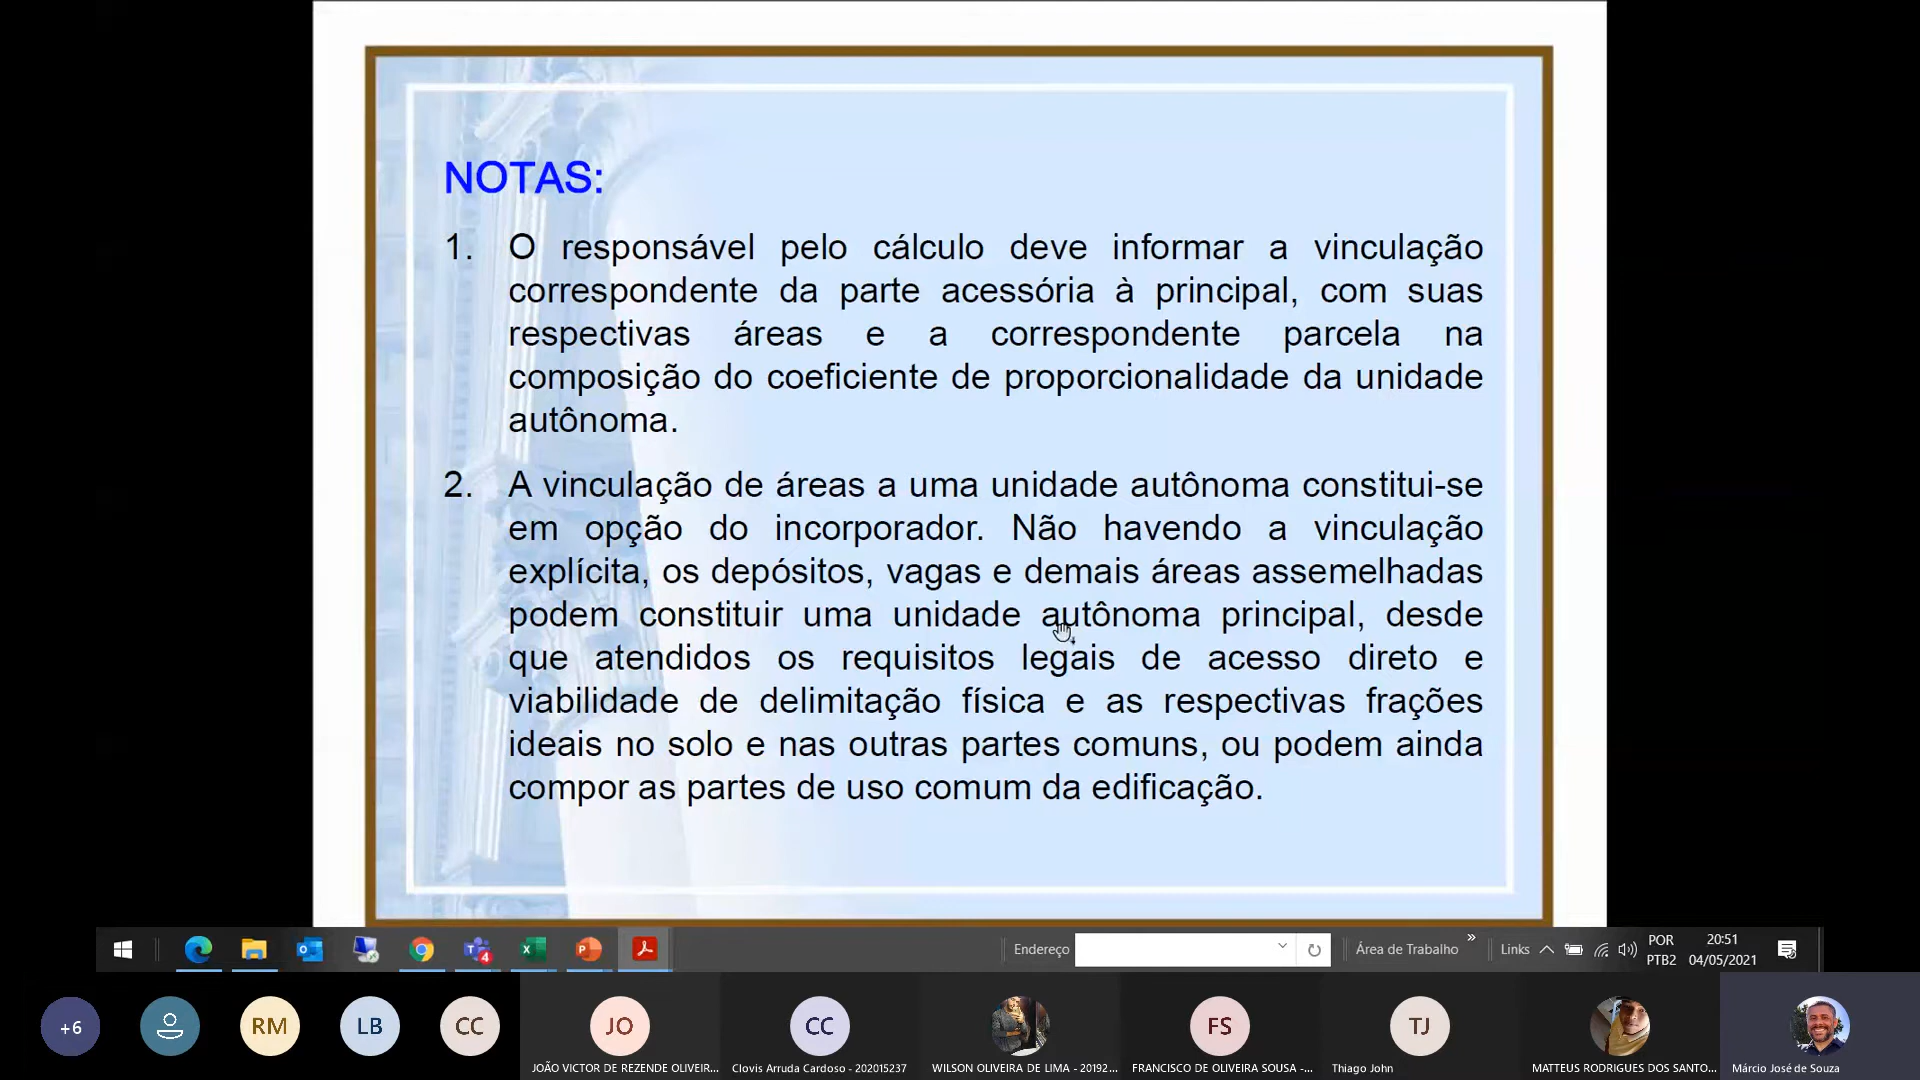 NOTAS:
1. O responsável pelo cálculo deve informar a vinculação
correspondente da parte acessória à principal, com suas
respectivas áreas e a correspondente parcela na
composição do coeficiente de proporcionalidade da unidade
autônoma.
2. A vinculação de áreas a uma unidade autônoma constitui-se
em opção do incorporador. Não havendo a vinculação
explícita, os depósitos, vagas e demais áreas assemelhadas
podem constituir uma unidade autônoma principal, desde
que atendidos os requisitos legais de acesso direto e
viabilidade de delimitação física e as respectivas frações
ideais no solo e nas outras partes comuns, ou podem ainda
compor as partes de uso comum da edificação.
4
Endereço
Área de Trabalho
»
Links
POR
PTB2
20:51
04/05/2021
+6
RM
LB
CC
JO
CC
FS
TJ
JOÃO VICTOR DE REZENDE OLIVEIR...
Clovis Arruda Cardoso - 202015237
WILSON OLIVEIRA DE LIMA - 20192...
FRANCISCO DE OLIVEIRA SOUSA -...
Thiago John
MATTEUS RODRIGUES DOS SANTO...
Márcio José de Souza